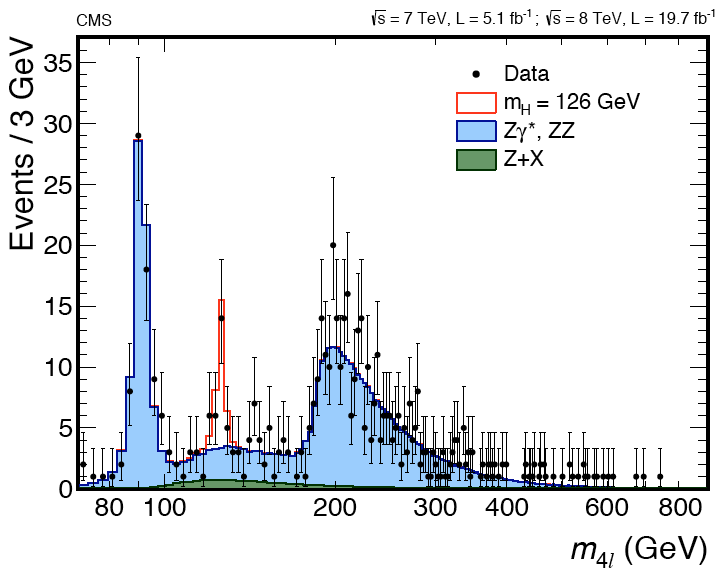 CMS
√s = 7 TeV, L = 5.1 fb⁻¹ ; √s = 8 TeV, L = 19.7 fb⁻¹
Events / 3 GeV
35
30
25
20
15
10
5
0
Data
m_H = 126 GeV
Zγ*, ZZ
Z+X
80 100 200 300 400 600 800
m_4l (GeV)